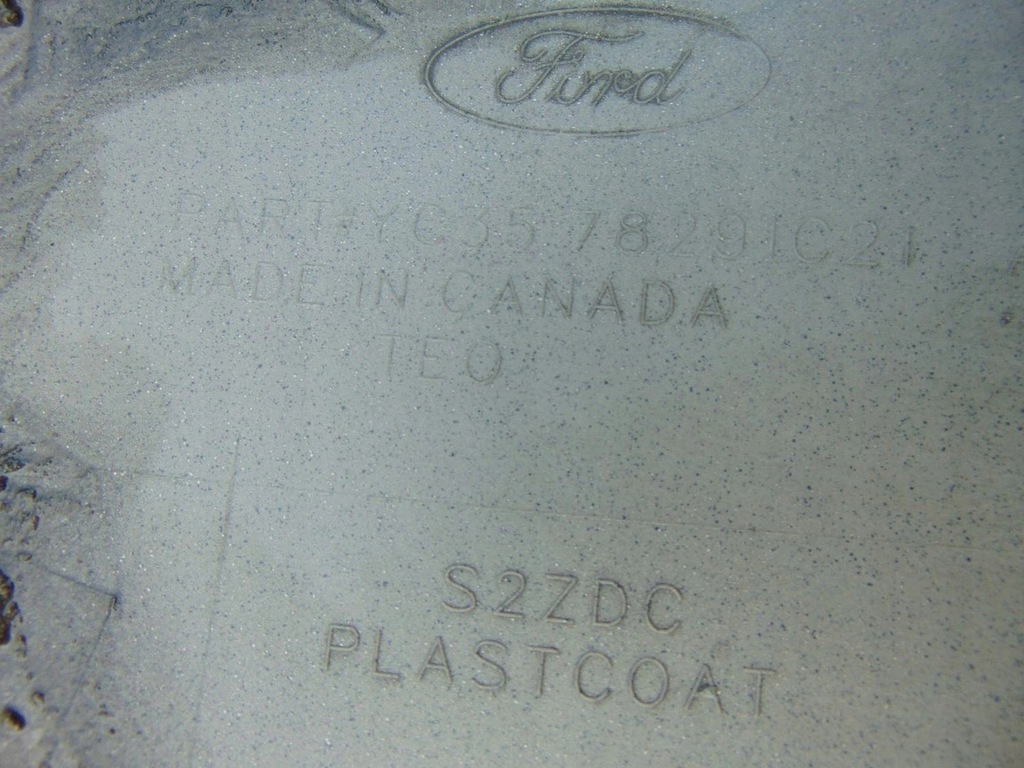 Ford
PART# YC35 78291C21
MADE IN CANADA
TEO
S2ZDC
PLASTCOAT